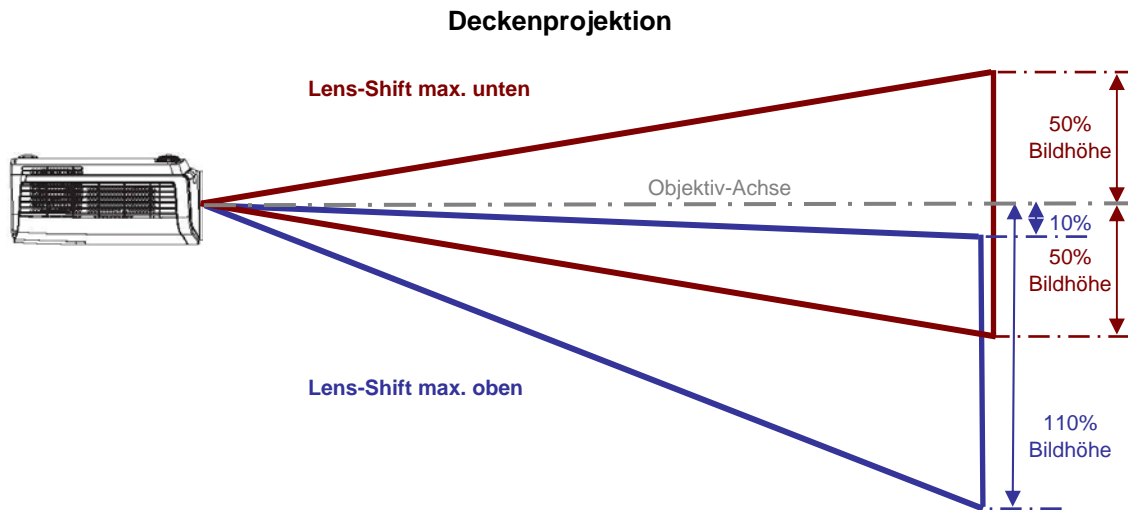 Deckenprojektion
Lens-Shift max. unten
50%
Bildhöhe
Objektiv-Achse
10%
50%
Bildhöhe
Lens-Shift max. oben
110%
Bildhöhe